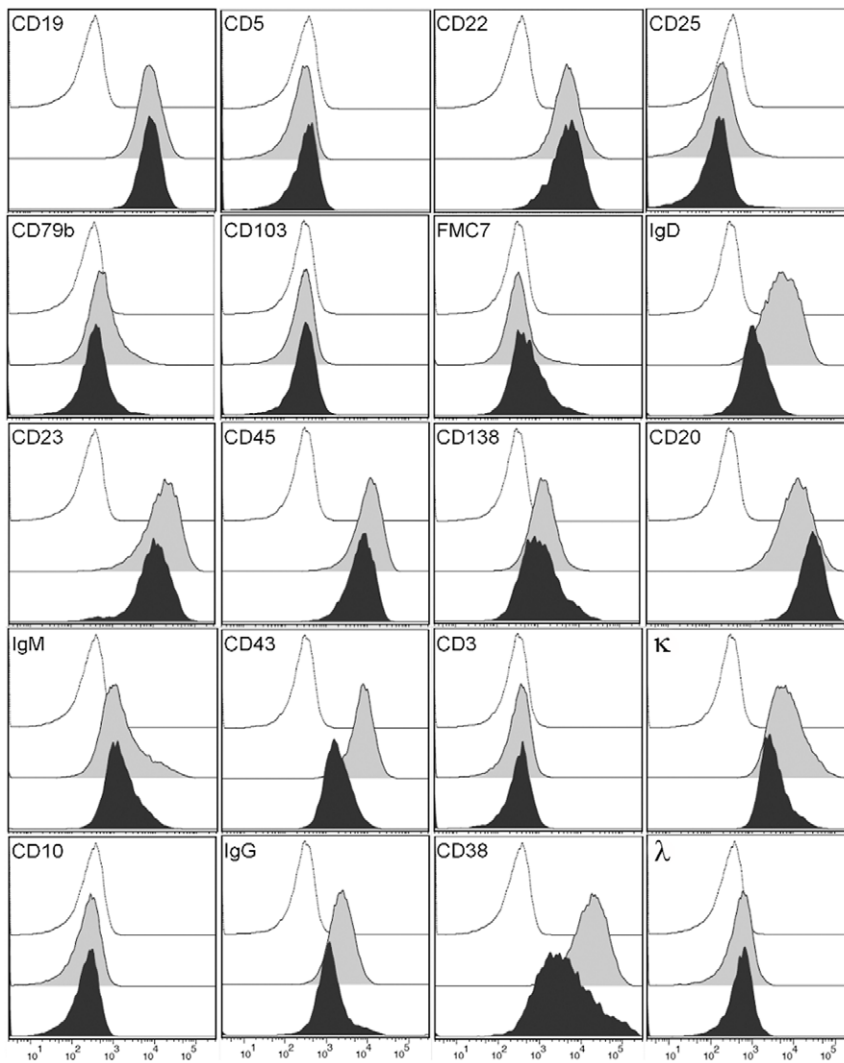 CD19 CD5 CD22 CD25
CD79b CD103 FMC7 IgD
CD23 CD45 CD138 CD20
IgM CD43 CD3 κ
CD10 IgG CD38 λ
10¹ 10² 10³ 10⁴ 10⁵ 10¹ 10² 10³ 10⁴ 10⁵ 10¹ 10² 10³ 10⁴ 10⁵ 10¹ 10² 10³ 10⁴ 10⁵